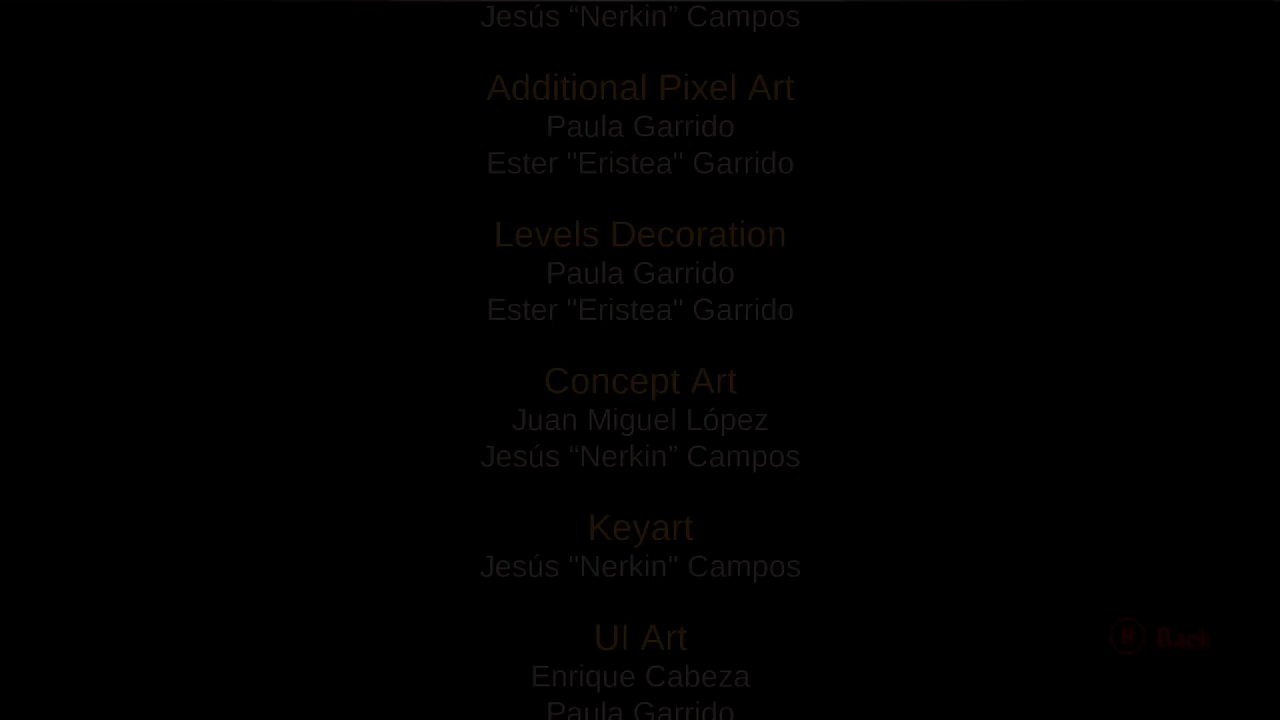 Jesús “Nerkin” Campos
Additional Pixel Art
Paula Garrido
Ester "Eristea" Garrido
Levels Decoration
Paula Garrido
Ester "Eristea" Garrido
Concept Art
Juan Miguel López
Jesús “Nerkin” Campos
Keyart
Jesús "Nerkin" Campos
UI Art
Back
Enrique Cabeza
Paula Garrido